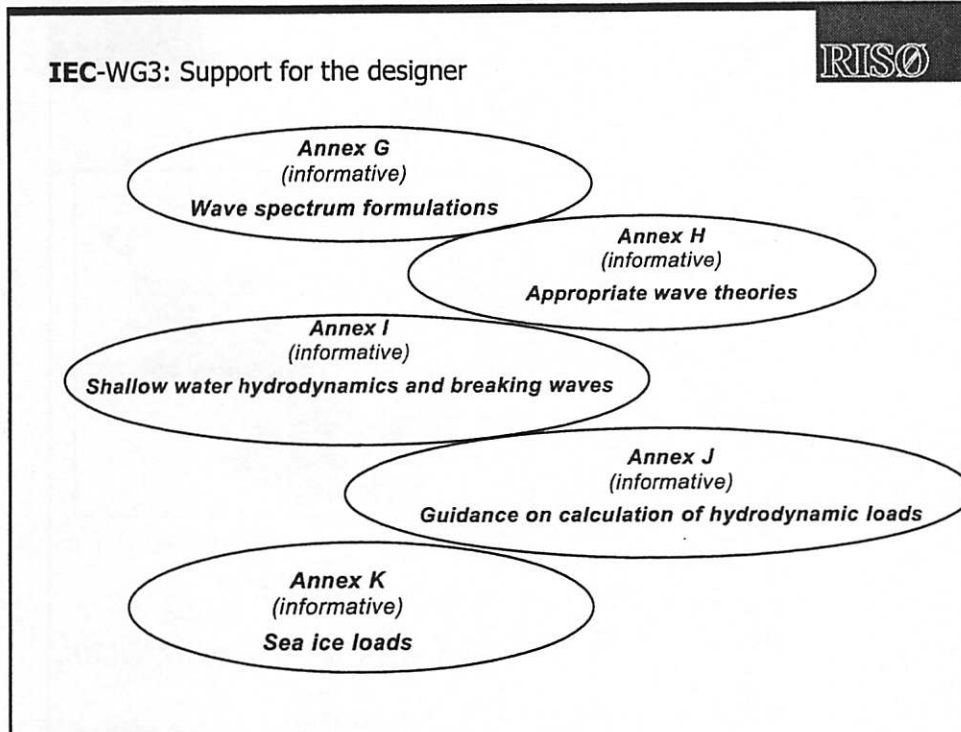 IEC-WG3: Support for the designer
RISØ
Annex G
(informative)
Wave spectrum formulations
Annex H
(informative)
Appropriate wave theories
Annex I
(informative)
Shallow water hydrodynamics and breaking waves
Annex J
(informative)
Guidance on calculation of hydrodynamic loads
Annex K
(informative)
Sea ice loads